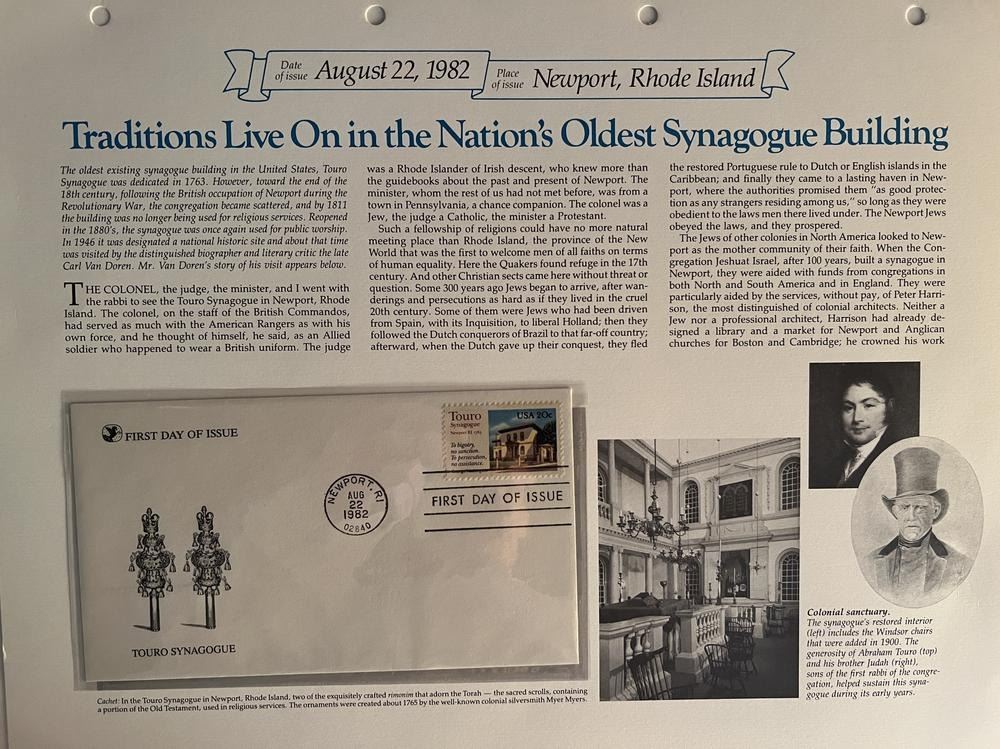 Date
of issue August 22, 1982
Place
of issue Newport, Rhode Island
Traditions Live On in the Nation's Oldest Synagogue Building
The oldest existing synagogue building in the United States, Touro
Synagogue was dedicated in 1763. However, toward the end of the
18th century, following the British occupation of Newport during the
Revolutionary War, the congregation became scattered, and by 1811
the building was no longer being used for religious services. Reopened
in the 1880's, the synagogue was once again used for public worship.
In 1946 it was designated a national historic site and about that time
was visited by the distinguished biographer and literary critic the late
Carl Van Doren. Mr. Van Doren's story of his visit appears below.
THE COLONEL, the judge, the minister, and I went with
the rabbi to see the Touro Synagogue in Newport, Rhode
Island. The colonel, on the staff of the British Commandos,
had served as much with the American Rangers as with his
own force, and he thought of himself, he said, as an Allied
soldier who happened to wear a British uniform. The judge
was a Rhode Islander of Irish descent, who knew more than
the guidebooks about the past and present of Newport. The
minister, whom the rest of us had not met before, was from a
town in Pennsylvania, a chance companion. The colonel was a
Jew, the judge a Catholic, the minister a Protestant.
Such a fellowship of religions could have no more natural
meeting place than Rhode Island, the province of the New
World that was the first to welcome men of all faiths on terms
of human equality. Here the Quakers found refuge in the 17th
century. And other Christian sects came here without threat or
question. Some 300 years ago Jews began to arrive, after wan-
derings and persecutions as hard as if they lived in the cruel
20th century. Some of them were Jews who had been driven
from Spain, with its Inquisition, to liberal Holland; then they
followed the Dutch conquerors of Brazil to that far-off country;
afterward, when the Dutch gave up their conquest, they fled
the restored Portuguese rule to Dutch or English islands in the
Caribbean; and finally they came to a lasting haven in New-
port, where the authorities promised them "as good protec-
tion as any strangers residing among us," so long as they were
obedient to the laws men there lived under. The Newport Jews
obeyed the laws, and they prospered.
The Jews of other colonies in North America looked to New-
port as the mother community of their faith. When the Con-
gregation Jeshuat Israel, after 100 years, built a synagogue in
Newport, they were aided with funds from congregations in
both North and South America and in England. They were
particularly aided by the services, without pay, of Peter Harri-
son, the most distinguished of colonial architects. Neither a
Jew nor a professional architect, Harrison had already de-
signed a library and a market for Newport and Anglican
churches for Boston and Cambridge; he crowned his work
FIRST DAY OF ISSUE
Touro
Synagogue
Newport RI 1763
USA 20c
To bigotry,
no sanction.
To persecution,
no assistance.
NEWPORT, RI
AUG
22
1982
02840
FIRST DAY OF ISSUE
TOURO SYNAGOGUE
Cachet: In the Touro Synagogue in Newport, Rhode Island, two of the exquisitely crafted rimonim that adorn the Torah — the sacred scrolls, containing
a portion of the Old Testament, used in religious services. The ornaments were created about 1765 by the well-known colonial silversmith Myer Myers.
Colonial sanctuary.
The synagogue's restored interior
(left) includes the Windsor chairs
that were added in 1900. The
generosity of Abraham Touro (top)
and his brother Judah (right),
sons of the first rabbi of the congre-
gation, helped sustain this syna-
gogue during its early years.